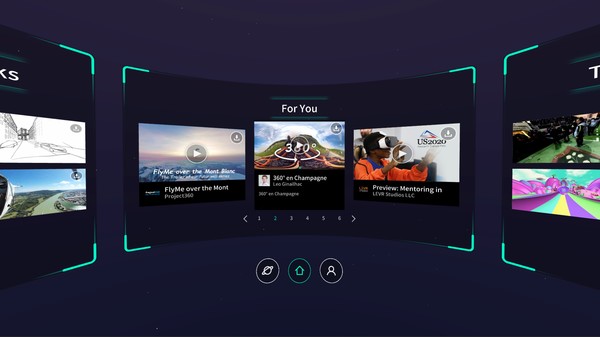 ks
For You
T
FlyMe over the Mont Blanc
360°
US2020
FlyMe over the Mont
Project360
360° en Champagne
Leo Ginailhac
360° en Champagne
Preview: Mentoring in
LEVR Studios LLC
1 2 3 4 5 6